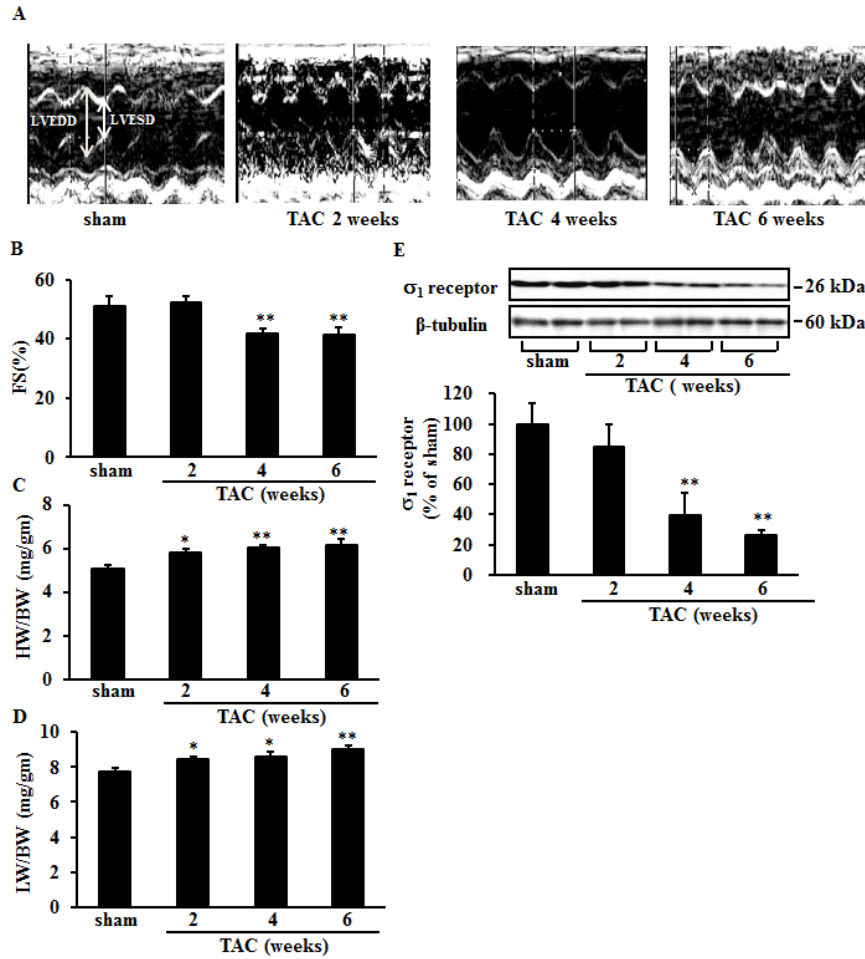 A
LVEDD
LVESD
sham
TAC 2 weeks
TAC 4 weeks
TAC 6 weeks
B
60
40
20
0
FS(%)
**
**
sham
2
4
6
TAC (weeks)
C
8
6
4
2
0
HW/BW (mg/gm)
*
**
**
sham
2
4
6
TAC (weeks)
D
10
8
6
4
2
0
LW/BW (mg/gm)
*
*
**
sham
2
4
6
TAC (weeks)
E
σ1 receptor
26 kDa
β-tubulin
60 kDa
sham
2
4
6
TAC ( weeks)
120
100
80
60
40
20
0
σ1 receptor
(% of sham)
**
**
sham
2
4
6
TAC (weeks)